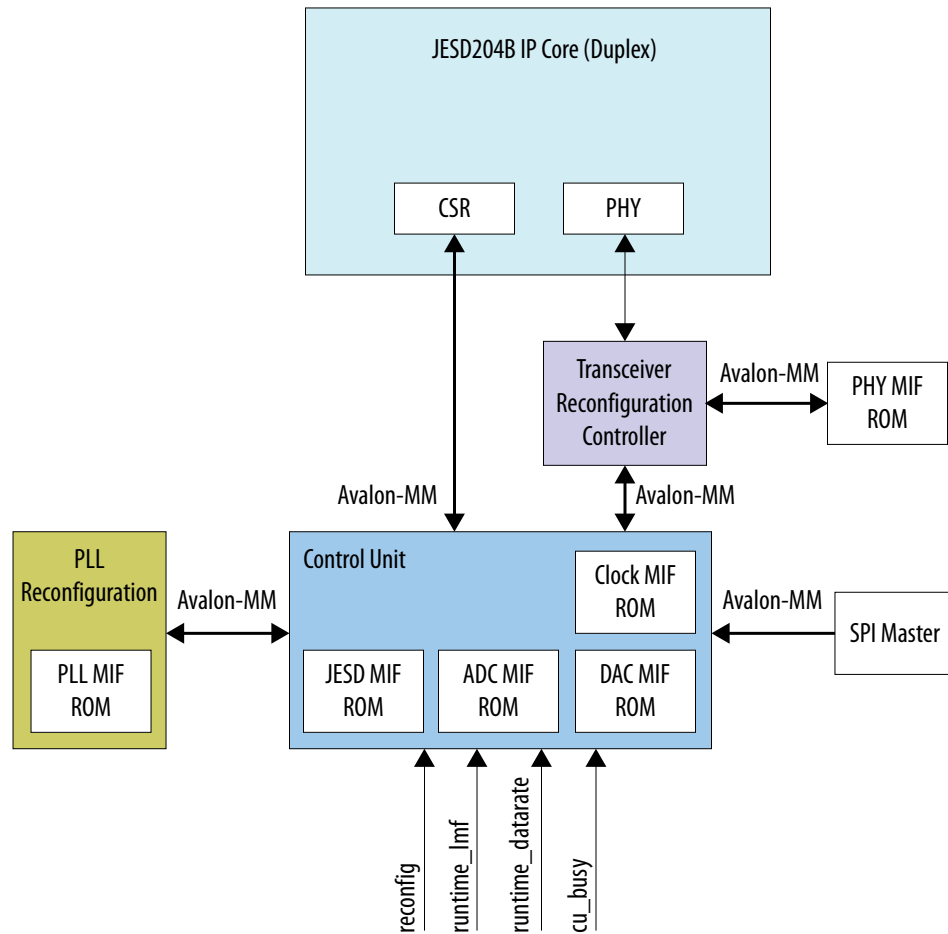 JESD204B IP Core (Duplex)
CSR
PHY
Transceiver
Reconfiguration
Controller
Avalon-MM
PHY MIF
ROM
Avalon-MM
Avalon-MM
PLL
Reconfiguration
PLL MIF
ROM
Avalon-MM
Control Unit
Clock MIF
ROM
JESD MIF
ROM
ADC MIF
ROM
DAC MIF
ROM
Avalon-MM
SPI Master
reconfig
runtime_lmf
runtime_datarate
cu_busy